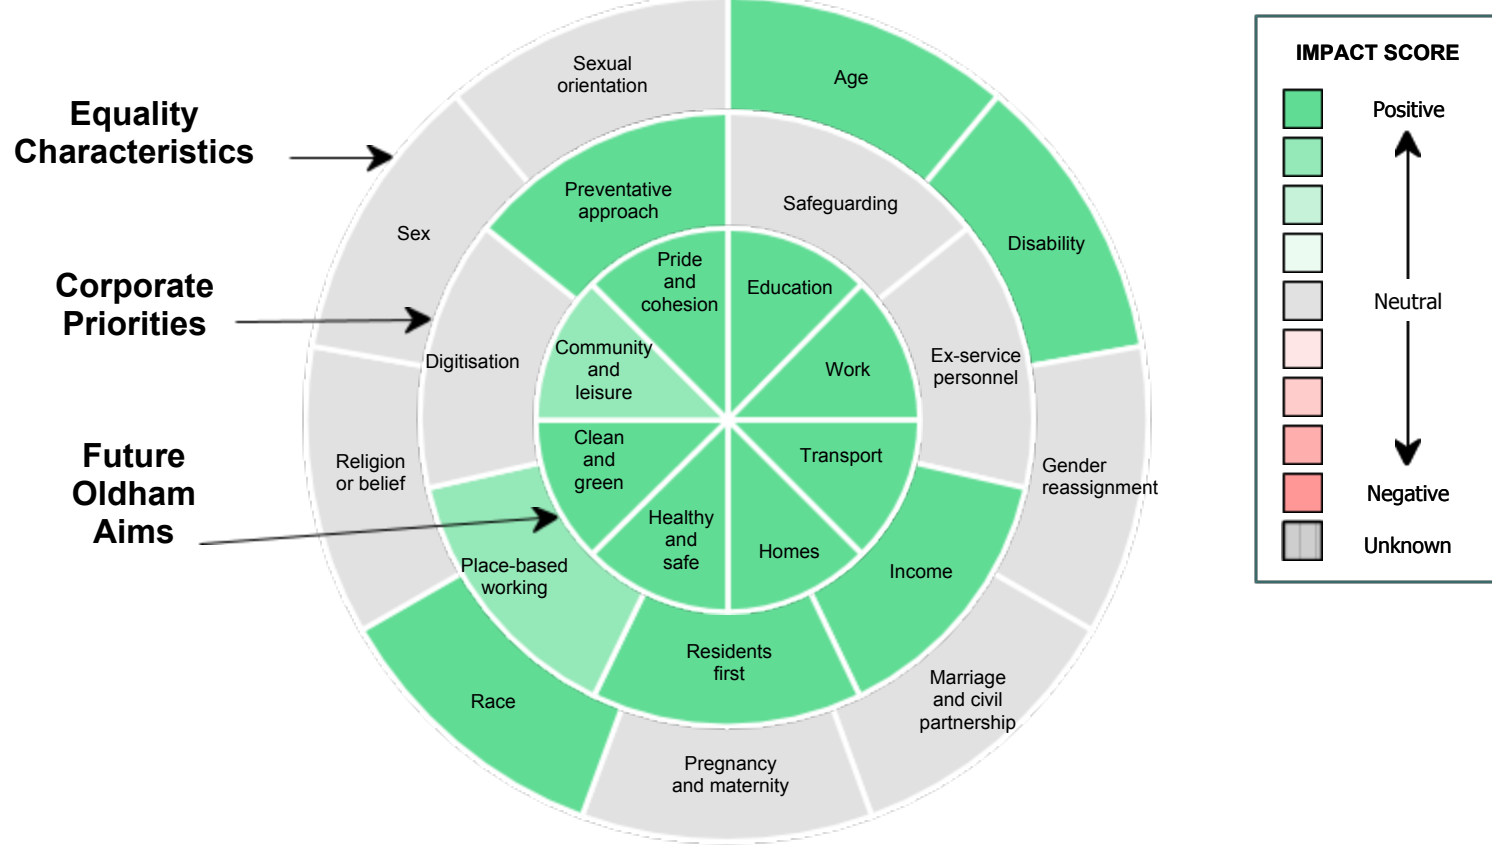 Equality
Characteristics
Corporate
Priorities
Future
Oldham
Aims
Sexual
orientation
Age
Disability
Gender
reassignment
Marriage
and civil
partnership
Pregnancy
and maternity
Race
Religion
or belief
Sex
Preventative
approach
Safeguarding
Ex-service
personnel
Income
Residents
first
Place-based
working
Digitisation
Pride
and
cohesion
Education
Work
Transport
Homes
Healthy
and
safe
Clean
and
green
Community
and
leisure
IMPACT SCORE
Positive
Neutral
Negative
Unknown